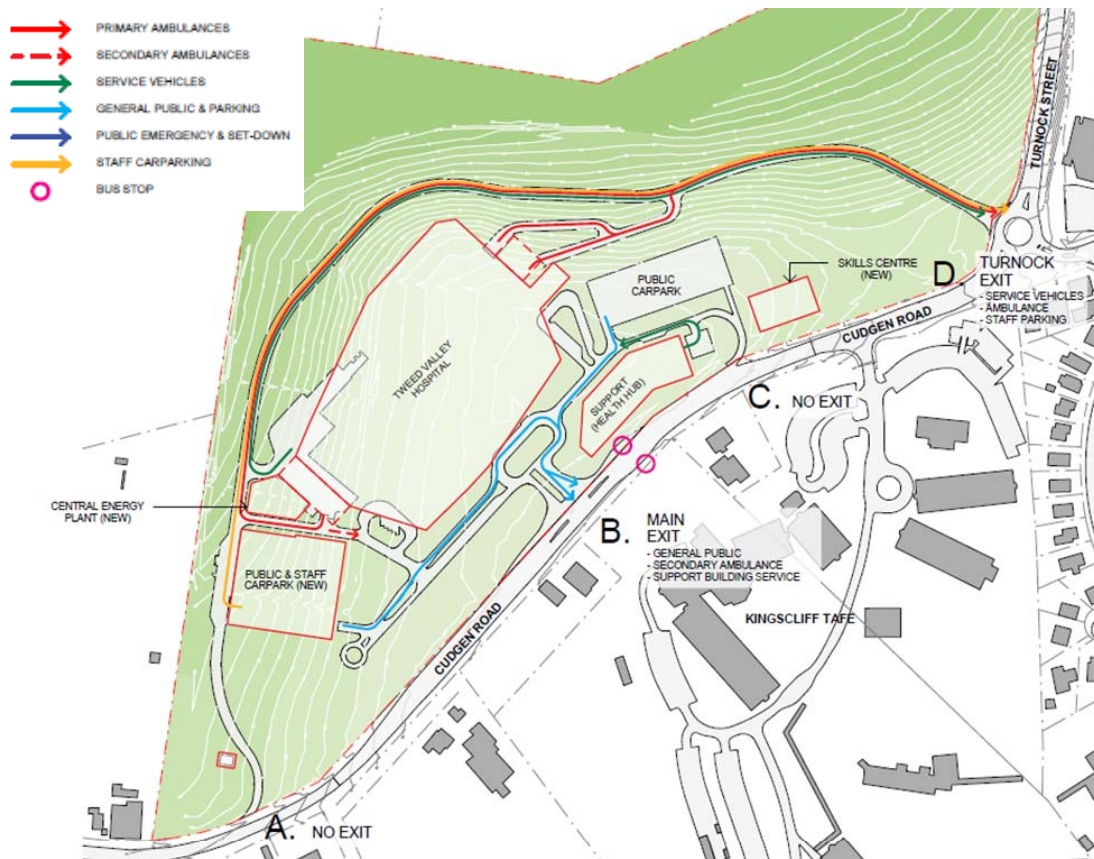 PRIMARY AMBULANCES
SECONDARY AMBULANCES
SERVICE VEHICLES
GENERAL PUBLIC & PARKING
PUBLIC EMERGENCY & SET-DOWN
STAFF CARPARKING
BUS STOP
TURNOCK STREET
SKILLS CENTRE
(NEW)
PUBLIC
CARPARK
D.
TURNOCK
EXIT
- SERVICE VEHICLES
- AMBULANCE
- STAFF PARKING
CUDGEN ROAD
TWEED VALLEY
HOSPITAL
SUPPORT
(HEALTH HUB)
C. NO EXIT
CENTRAL ENERGY
PLANT (NEW)
B.
MAIN
EXIT
- GENERAL PUBLIC
- SECONDARY AMBULANCE
- SUPPORT BUILDING SERVICE
PUBLIC & STAFF
CARPARK (NEW)
KINGSCLIFF TAFE
CUDGEN ROAD
A. NO EXIT